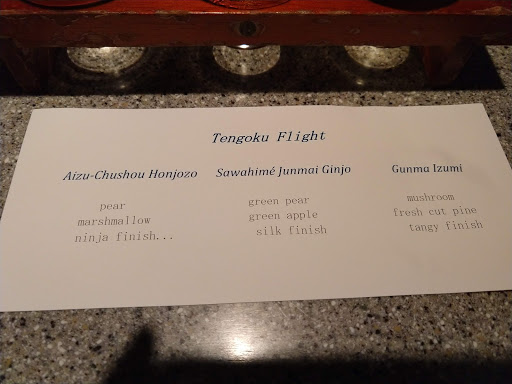 Tengoku Flight
Aizu-Chushou Honjozo
pear
marshmallow
ninja finish...
Sawahimé Junmai Ginjo
green pear
green apple
silk finish
Gunma Izumi
mushroom
fresh cut pine
tangy finish